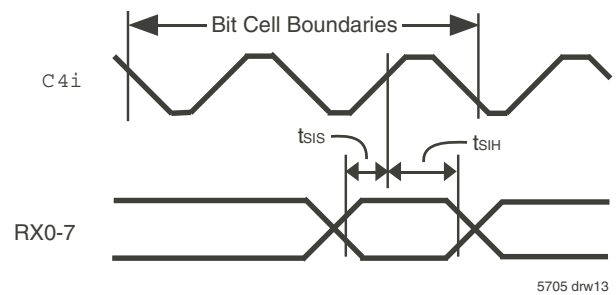 Bit Cell Boundaries
C4i
tSIS
tSIH
RX0-7
5705 drw13